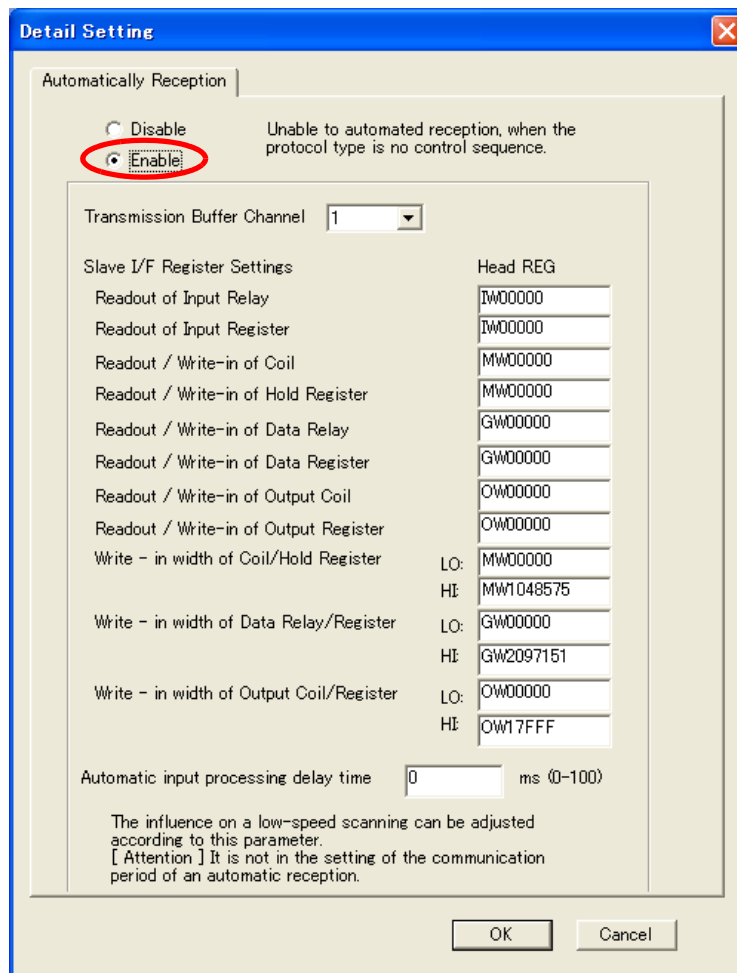 Detail Setting
Automatically Reception
Disable
Enable
Unable to automated reception, when the
protocol type is no control sequence.
Transmission Buffer Channel 1
Slave I/F Register Settings Head REG
Readout of Input Relay IW00000
Readout of Input Register IW00000
Readout / Write-in of Coil MW00000
Readout / Write-in of Hold Register MW00000
Readout / Write-in of Data Relay GW00000
Readout / Write-in of Data Register GW00000
Readout / Write-in of Output Coil OW00000
Readout / Write-in of Output Register OW00000
Write - in width of Coil/Hold Register LO: MW00000
HI: MW1048575
Write - in width of Data Relay/Register LO: GW00000
HI: GW2097151
Write - in width of Output Coil/Register LO: OW00000
HI: OW17FFF
Automatic input processing delay time 0 ms (0-100)
The influence on a low-speed scanning can be adjusted
according to this parameter.
[ Attention ] It is not in the setting of the communication
period of an automatic reception.
OK Cancel